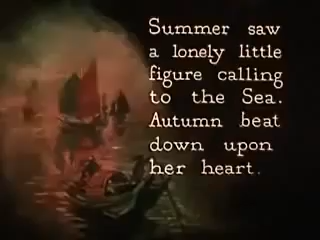 Summer saw
a lonely little
figure calling
to the Sea.
Autumn beat
down upon
her heart.